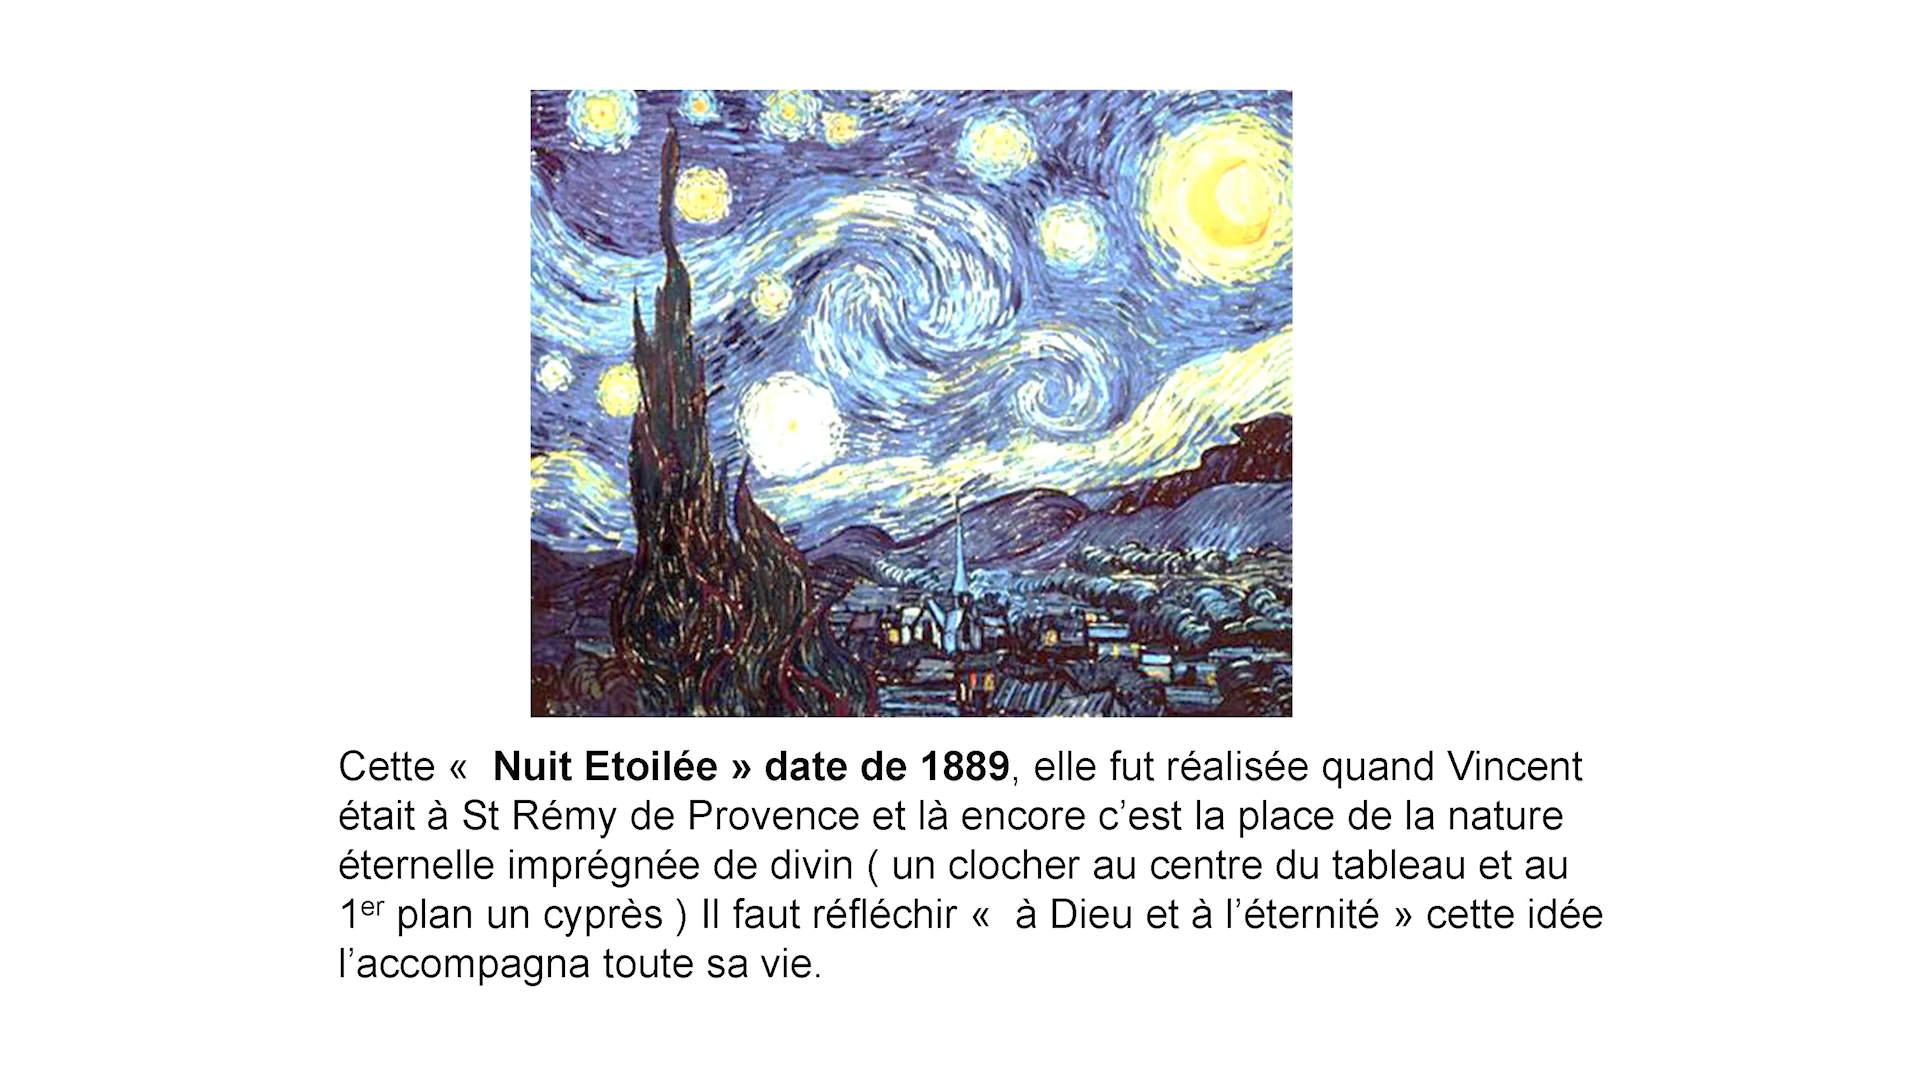 Cette «  Nuit Etoilée » date de 1889, elle fut réalisée quand Vincent
était à St Rémy de Provence et là encore c’est la place de la nature
éternelle imprégnée de divin ( un clocher au centre du tableau et au
1er plan un cyprès ) Il faut réfléchir «  à Dieu et à l’éternité » cette idée
l’accompagna toute sa vie.